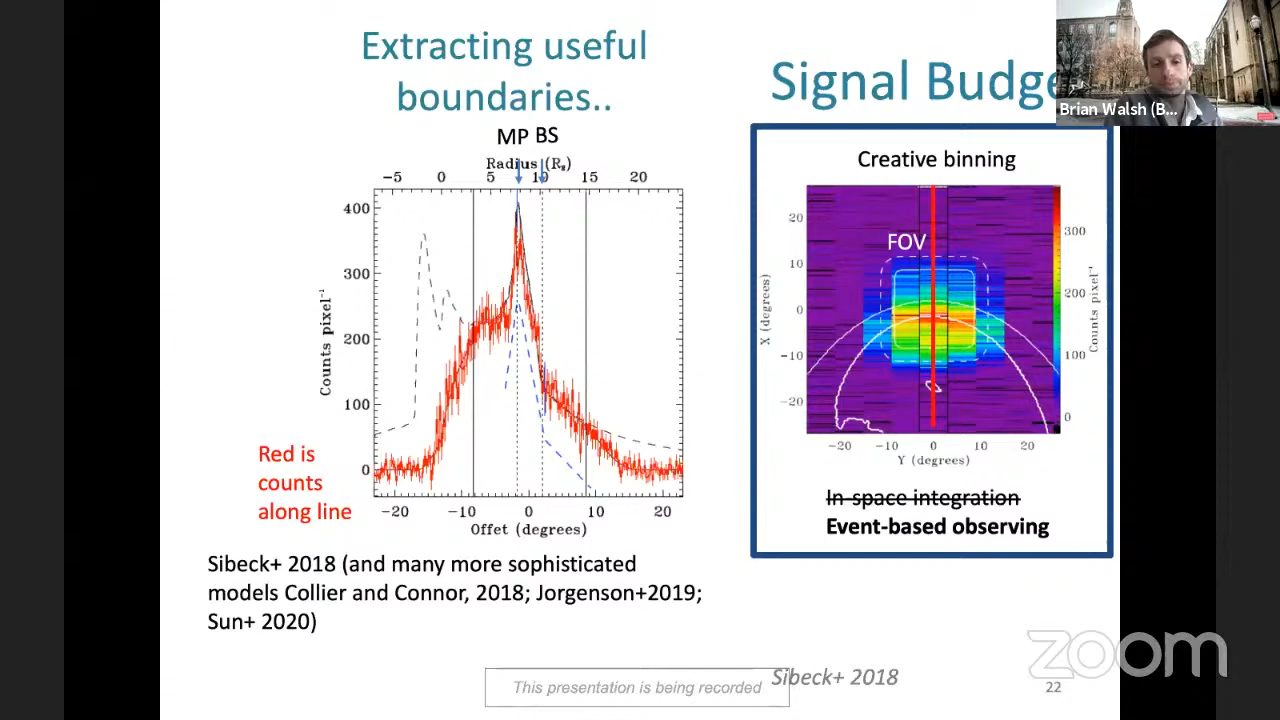 Extracting useful
boundaries..
MP BS
Radius (R
-5 0 5 10 15 20
400
300
200
100
0
Counts pixel⁻¹
-20 -10 0 10 20
Offet (degrees)
Red is
counts
along line
Sibeck+ 2018 (and many more sophisticated
models Collier and Connor, 2018; Jorgenson+2019;
Sun+ 2020)
Signal Budge
Brian Walsh (B...
Creative binning
FOV
20
10
0
-10
-20
X (degrees)
-20 -10 0 10 20
Y (degrees)
300
200
100
0
Counts pixel⁻¹
In-space integration
Event-based observing
This presentation is being recorded
Sibeck+ 2018
22
zoom